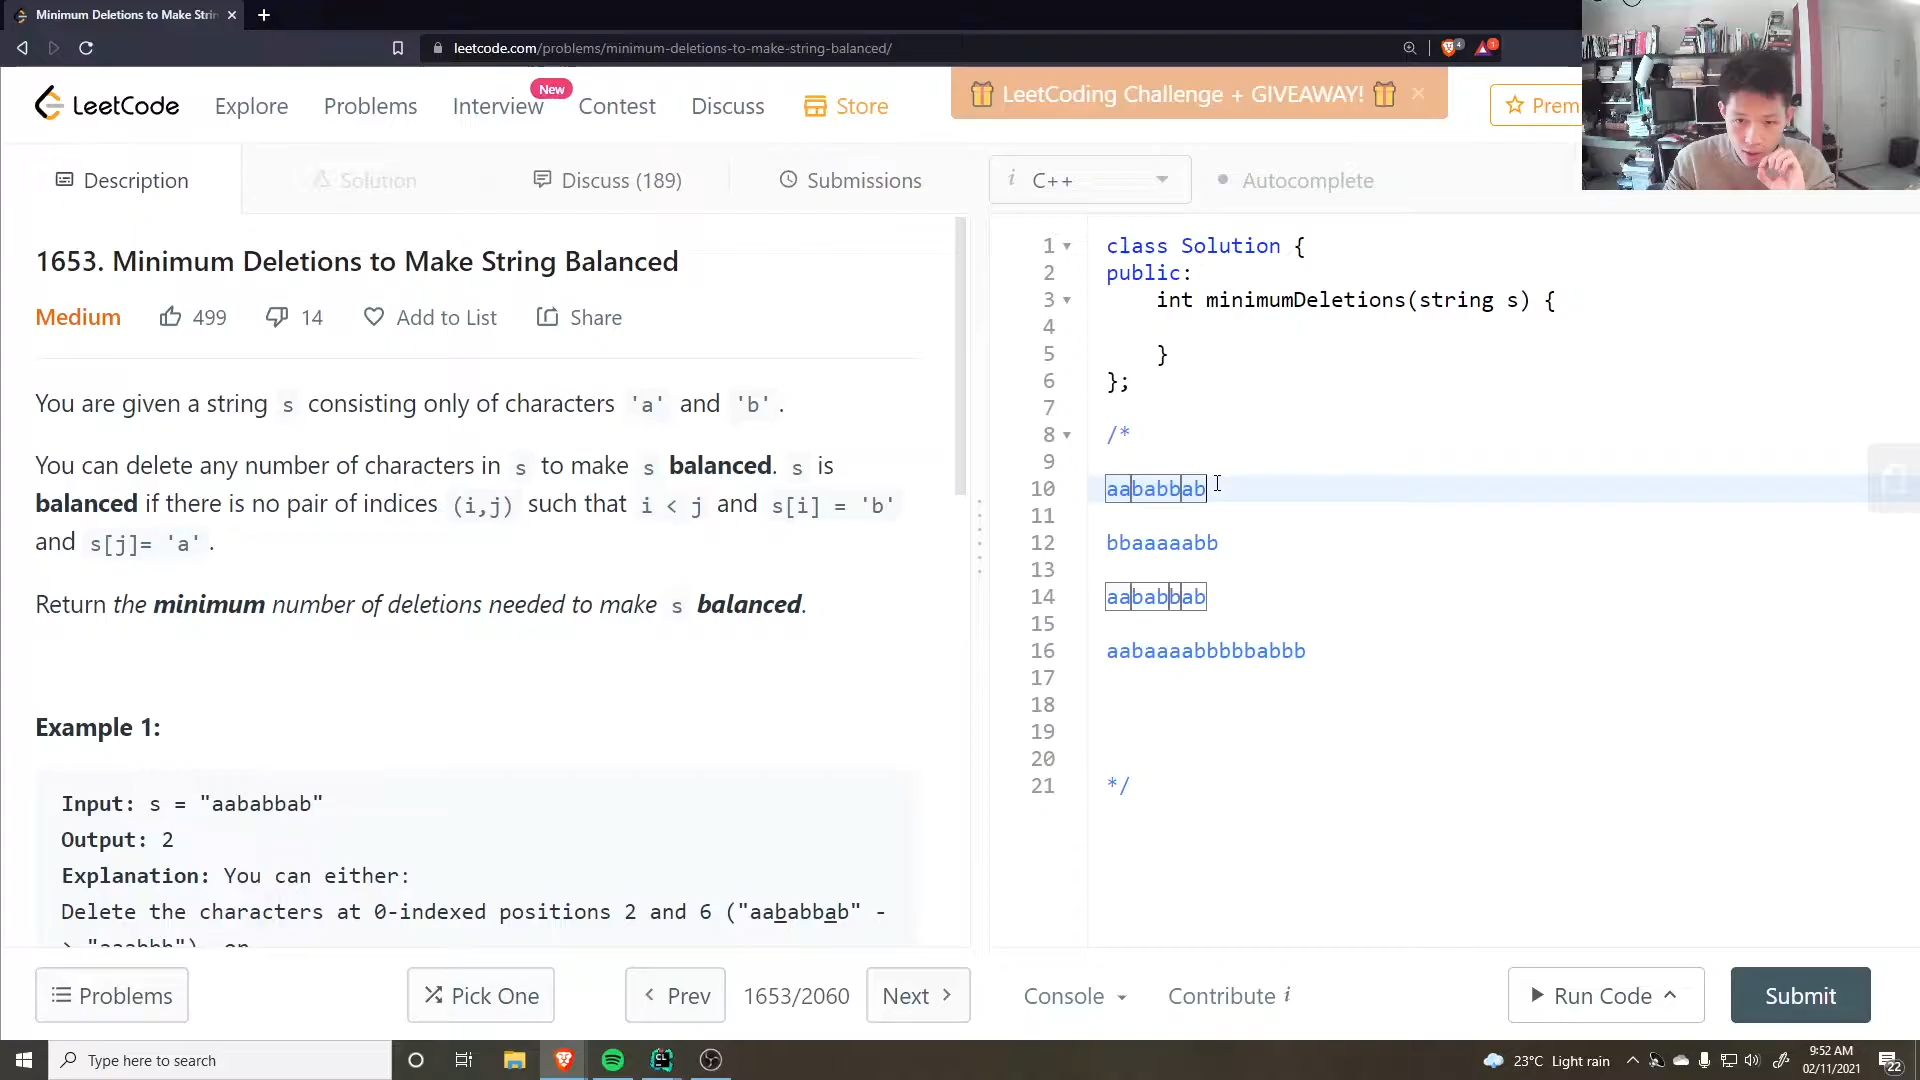 Minimum Deletions to Make Strin
leetcode.com/problems/minimum-deletions-to-make-string-balanced/
4
1
LeetCode
Explore
Problems
Interview
New
Contest
Discuss
Store
LeetCoding Challenge + GIVEAWAY!
Prem
Description
Solution
Discuss (189)
Submissions
i C++
Autocomplete
1653. Minimum Deletions to Make String Balanced
Medium
499
14
Add to List
Share
You are given a string s consisting only of characters 'a' and 'b' .
You can delete any number of characters in s to make s balanced. s is
balanced if there is no pair of indices (i,j) such that i < j and s[i] = 'b'
and s[j]= 'a' .
Return the minimum number of deletions needed to make s balanced.
Example 1:
Input: s = "aababbab"
Output: 2
Explanation: You can either:
Delete the characters at 0-indexed positions 2 and 6 ("aababbab" -
> "aaabbb"), or
1 class Solution {
2 public:
3 int minimumDeletions(string s) {
4
5 }
6 };
7
8 /*
9
10 aababbab
11
12 bbaaaaabb
13
14 aababbab
15
16 aabaaaabbbbbabbb
17
18
19
20
21 */
Problems
Pick One
Prev
1653/2060
Next
Console
Contribute i
Run Code
Submit
Type here to search
CL
23°C Light rain
9:52 AM
02/11/2021
22